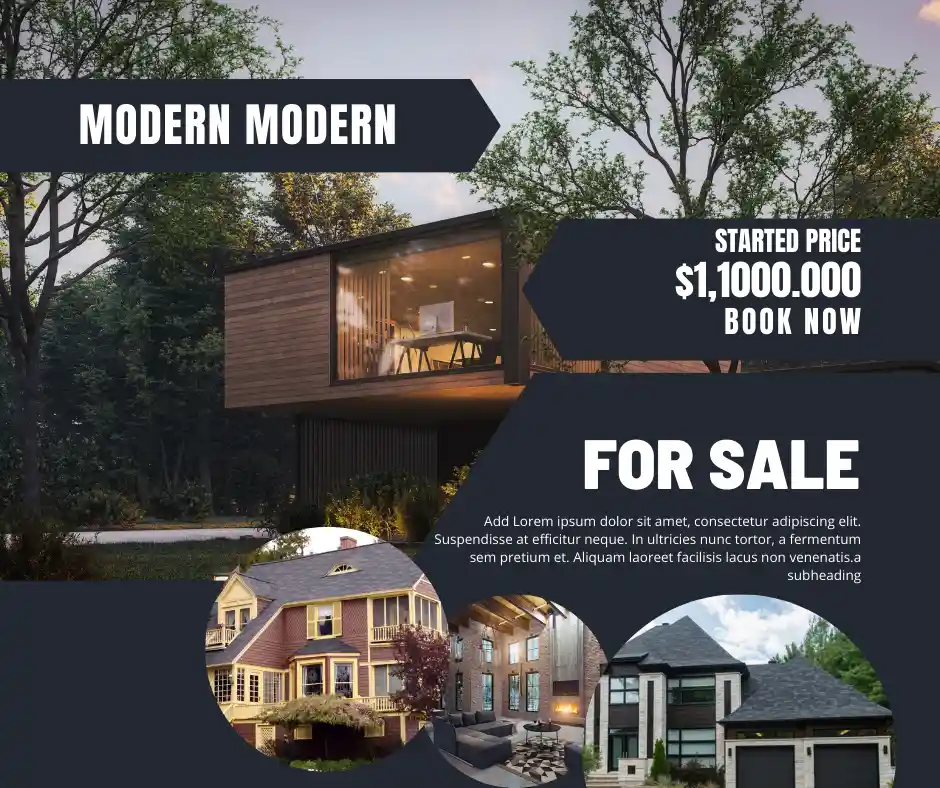 MODERN MODERN
STARTED PRICE
$1,1000.000
BOOK NOW
FOR SALE
Add Lorem ipsum dolor sit amet, consectetur adipiscing elit.
Suspendisse at efficitur neque. In ultricies nunc tortor, a fermentum
sem pretium et. Aliquam laoreet facilisis lacus non venenatis.a
subheading